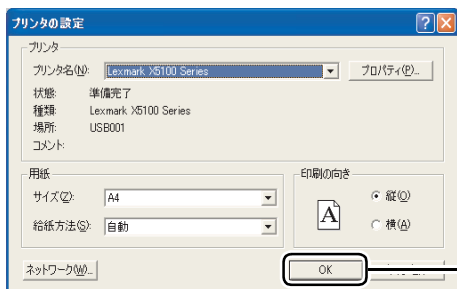 プリンタの設定
プリンタ
プリンタ名(N): Lexmark X5100 Series プロパティ(P)...
状態: 準備完了
種類: Lexmark X5100 Series
場所: USB001
コメント:
用紙
サイズ(Z): A4
給紙方法(S): 自動
印刷の向き
A
縦(O)
横(A)
ネットワーク(W)...
OK